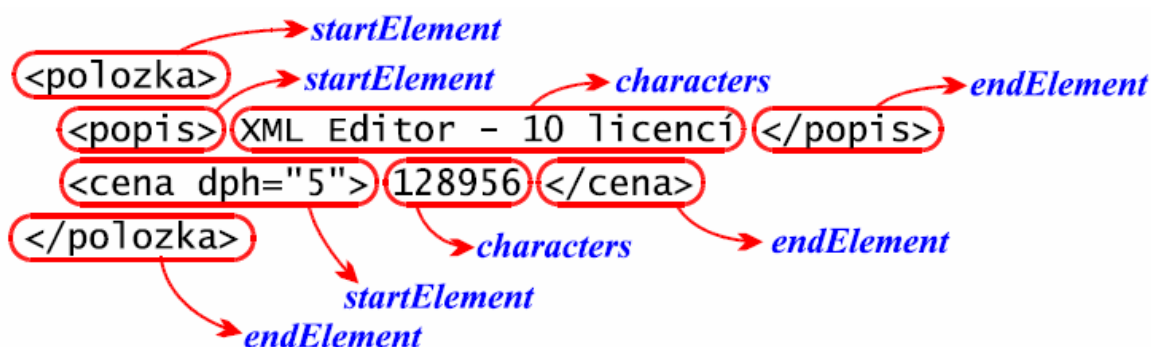 startElement
<polozka> startElement characters endElement
<popis> XML Editor – 10 licencí </popis>
<cena dph="5"> 128956 </cena>
</polozka> characters endElement
startElement
endElement